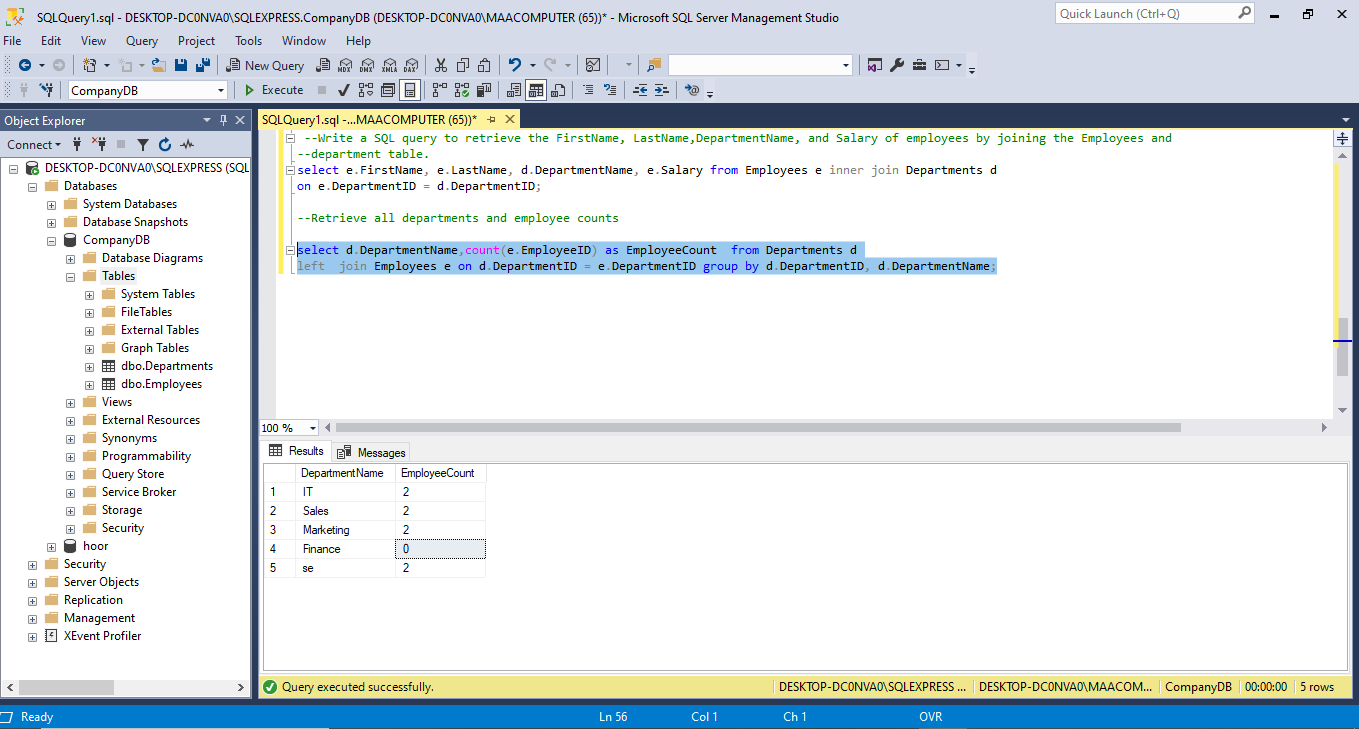 SQLQuery1.sql - DESKTOP-DC0NVA0\SQLEXPRESS.CompanyDB (DESKTOP-DC0NVA0\MAACOMPUTER (65))* - Microsoft SQL Server Management Studio
Quick Launch (Ctrl+Q)
File Edit View Query Project Tools Window Help
New Query MDX DMX XMLA DAX
CompanyDB Execute
Object Explorer
Connect
DESKTOP-DC0NVA0\SQLEXPRESS (SQL
Databases
System Databases
Database Snapshots
CompanyDB
Database Diagrams
Tables
System Tables
FileTables
External Tables
Graph Tables
dbo.Departments
dbo.Employees
Views
External Resources
Synonyms
Programmability
Query Store
Service Broker
Storage
Security
hoor
Security
Server Objects
Replication
Management
XEvent Profiler
SQLQuery1.sql -...MAACOMPUTER (65))*
--Write a SQL query to retrieve the FirstName, LastName,DepartmentName, and Salary of employees by joining the Employees and
--department table.
select e.FirstName, e.LastName, d.DepartmentName, e.Salary from Employees e inner join Departments d
on e.DepartmentID = d.DepartmentID;
--Retrieve all departments and employee counts
select d.DepartmentName,count(e.EmployeeID) as EmployeeCount  from Departments d
left  join Employees e on d.DepartmentID = e.DepartmentID group by d.DepartmentID, d.DepartmentName;
100 %
Results Messages
DepartmentName EmployeeCount
1 IT 2
2 Sales 2
3 Marketing 2
4 Finance 0
5 se 2
Query executed successfully. DESKTOP-DC0NVA0\SQLEXPRESS ... DESKTOP-DC0NVA0\MAACOM... CompanyDB 00:00:00 5 rows
Ready Ln 56 Col 1 Ch 1 OVR